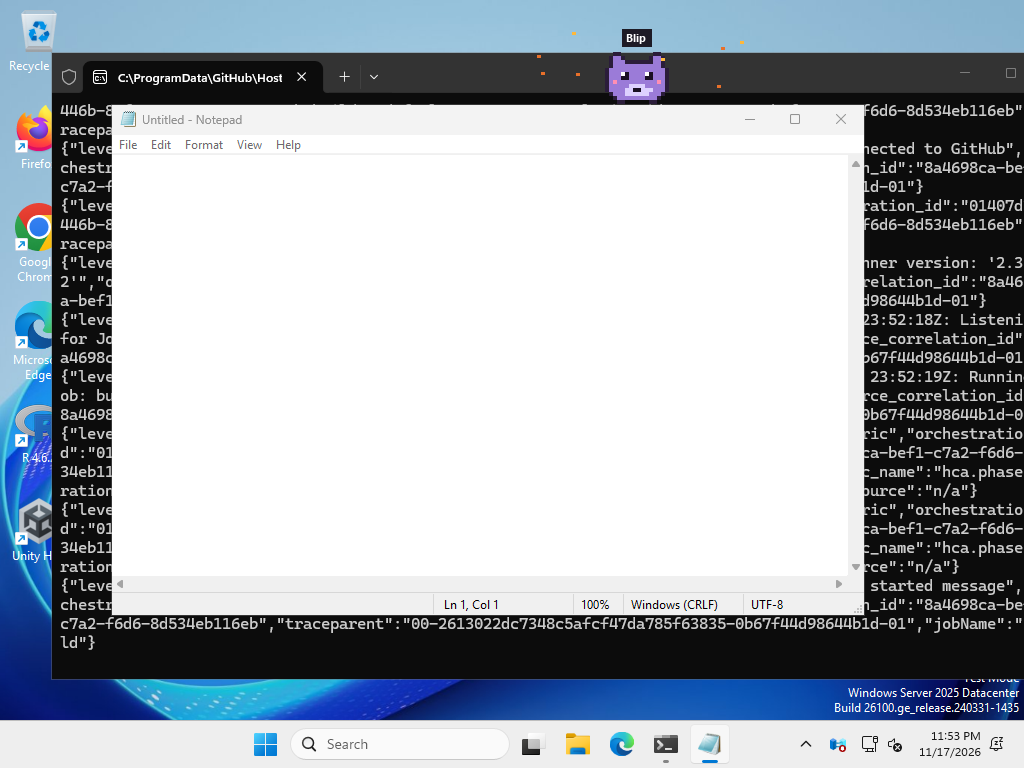 Blip
Recycle
C:\ProgramData\GitHub\Host
446b-8
f6d6-8d534eb116eb"
racepa
Untitled - Notepad
File Edit Format View Help
{"leve
nected to GitHub",
chestr
n_id":"8a4698ca-be
c7a2-f
1d-01"}
{"leve
ration_id":"01407d
446b-8
f6d6-8d534eb116eb"
racepa
{"leve
nner version: '2.3
2'","o
relation_id":"8a46
a-bef1
d98644b1d-01"}
{"leve
23:52:18Z: Listeni
for Jo
ce_correlation_id"
a4698c
b67f44d98644b1d-01
{"leve
23:52:19Z: Runnin
ob: bu
rce_correlation_id
8a4698
0b67f44d98644b1d-0
{"leve
ric","orchestratio
d":"01
ca-bef1-c7a2-f6d6-
34eb11
c_name":"hca.phase
ration
ource":"n/a"}
{"leve
ric","orchestratio
d":"01
ca-bef1-c7a2-f6d6-
34eb11
c_name":"hca.phase
ration
rce":"n/a"}
{"leve
started message",
chestr
n_id":"8a4698ca-be
c7a2-f6d6-8d534eb116eb","traceparent":"00-2613022dc7348c5afcf47da785f63835-0b67f44d98644b1d-01","jobName":"
ld"}
Firefo
Googl
Chrom
Micros
Edge
R 4.6.
Unity H
Ln 1, Col 1
100%
Windows (CRLF)
UTF-8
Test Mode
Windows Server 2025 Datacenter
Build 26100.ge_release.240331-1435
Search
11:53 PM
11/17/2026